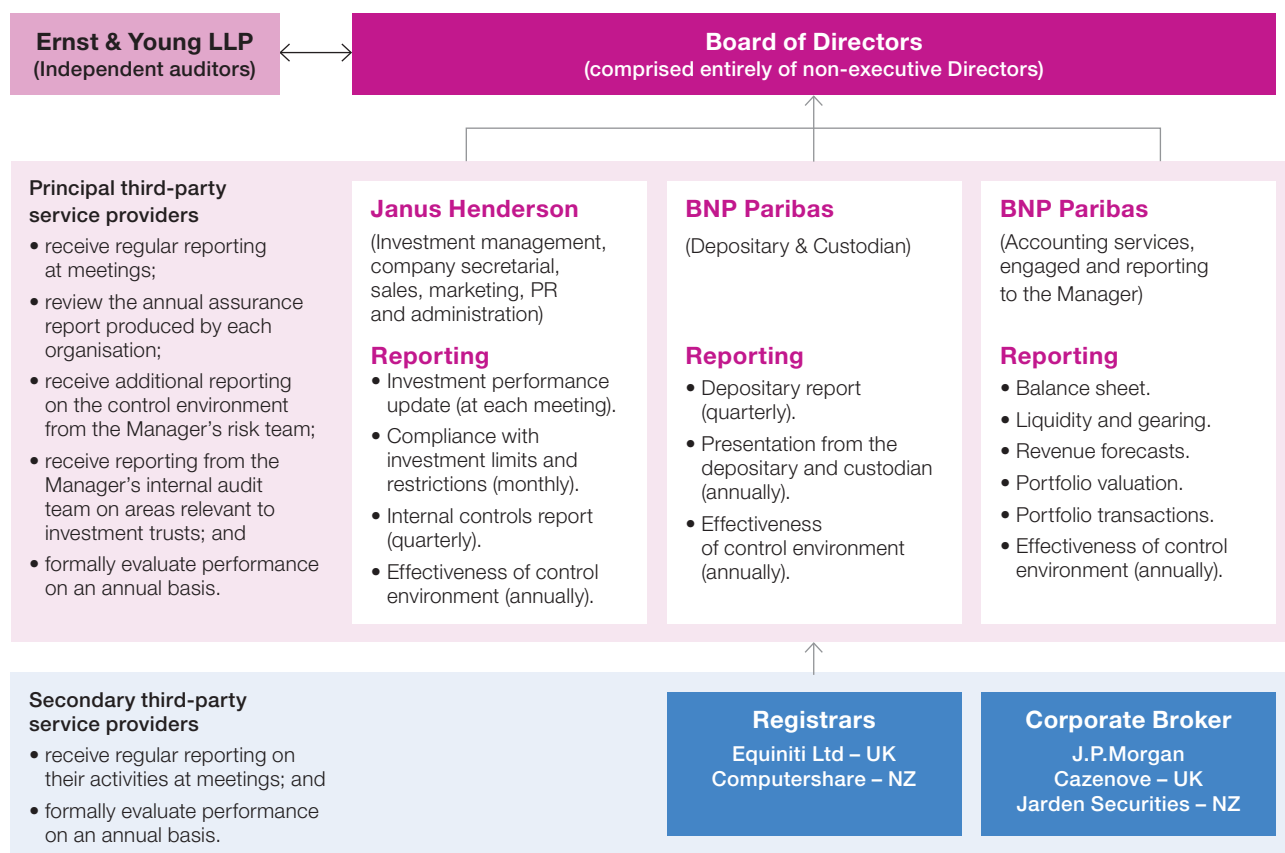 Ernst & Young LLP
(Independent auditors)
Board of Directors
(comprised entirely of non-executive Directors)
Principal third-party
service providers
• receive regular reporting
at meetings;
• review the annual assurance
report produced by each
organisation;
• receive additional reporting
on the control environment
from the Manager’s risk team;
• receive reporting from the
Manager’s internal audit
team on areas relevant to
investment trusts; and
• formally evaluate performance
on an annual basis.
Janus Henderson
(Investment management,
company secretarial,
sales, marketing, PR
and administration)
Reporting
• Investment performance
update (at each meeting).
• Compliance with
investment limits and
restrictions (monthly).
• Internal controls report
(quarterly).
• Effectiveness of control
environment (annually).
BNP Paribas
(Depositary & Custodian)
Reporting
• Depositary report
(quarterly).
• Presentation from the
depositary and custodian
(annually).
• Effectiveness
of control environment
(annually).
BNP Paribas
(Accounting services,
engaged and reporting
to the Manager)
Reporting
• Balance sheet.
• Liquidity and gearing.
• Revenue forecasts.
• Portfolio valuation.
• Portfolio transactions.
• Effectiveness of control
environment (annually).
Secondary third-party
service providers
• receive regular reporting on
their activities at meetings; and
• formally evaluate performance
on an annual basis.
Registrars
Equiniti Ltd – UK
Computershare – NZ
Corporate Broker
J.P.Morgan
Cazenove – UK
Jarden Securities – NZ